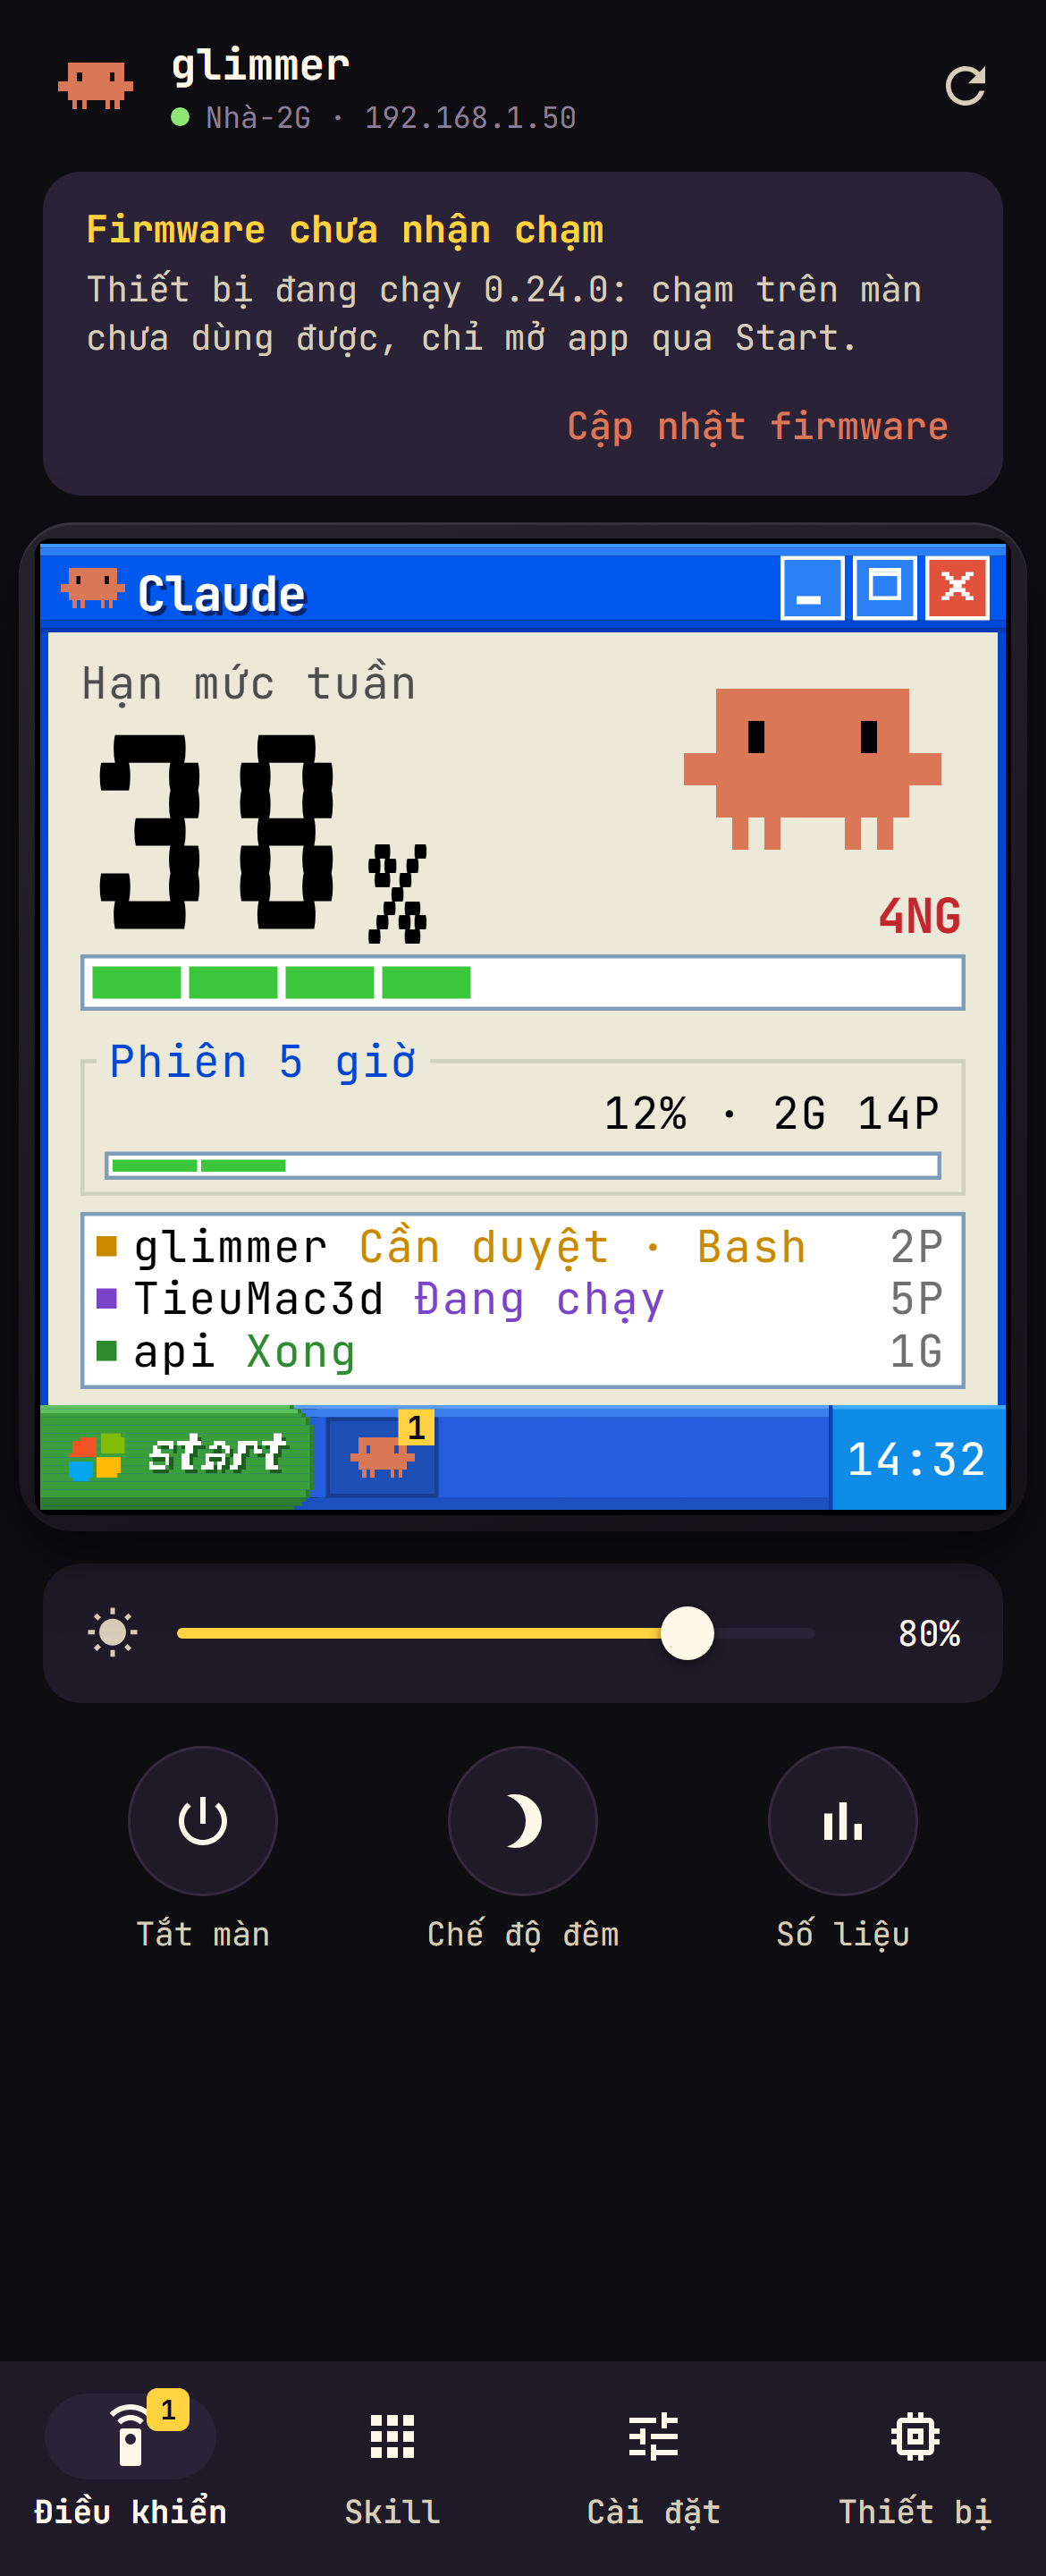 glimmer
Nhà-2G · 192.168.1.50
Firmware chưa nhận chạm
Thiết bị đang chạy 0.24.0: chạm trên màn
chưa dùng được, chỉ mở app qua Start.
Cập nhật firmware
Claude
Hạn mức tuần
38%
4NG
Phiên 5 giờ
12% · 2G 14P
glimmer Cần duyệt · Bash 2P
TieuMac3d Đang chạy 5P
api Xong 1G
start 1 14:32
80%
Tắt màn Chế độ đêm Số liệu
1
Điều khiển Skill Cài đặt Thiết bị